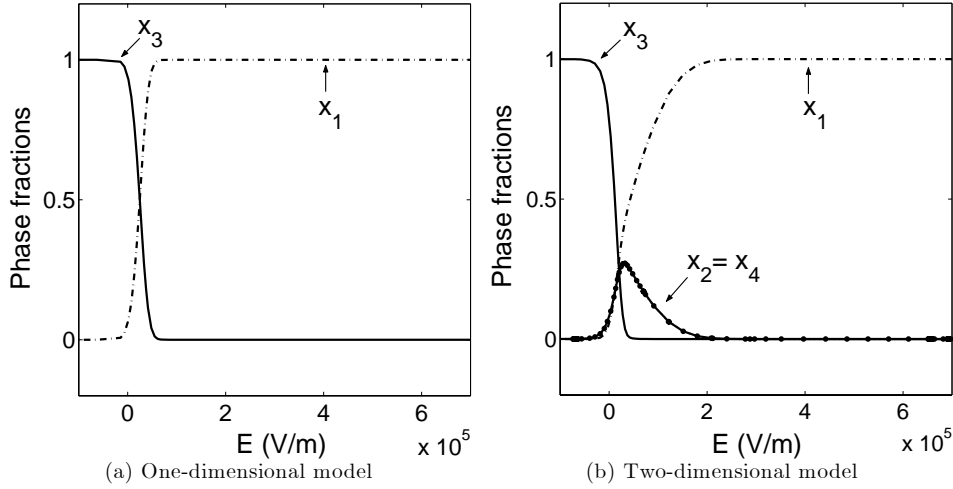 x3
1
x1
Phase fractions
0.5
0
0 2 4 6
E (V/m) x 10^5
(a) One-dimensional model
x3
1
x1
Phase fractions
0.5
x2= x4
0
0 2 4 6
E (V/m) x 10^5
(b) Two-dimensional model